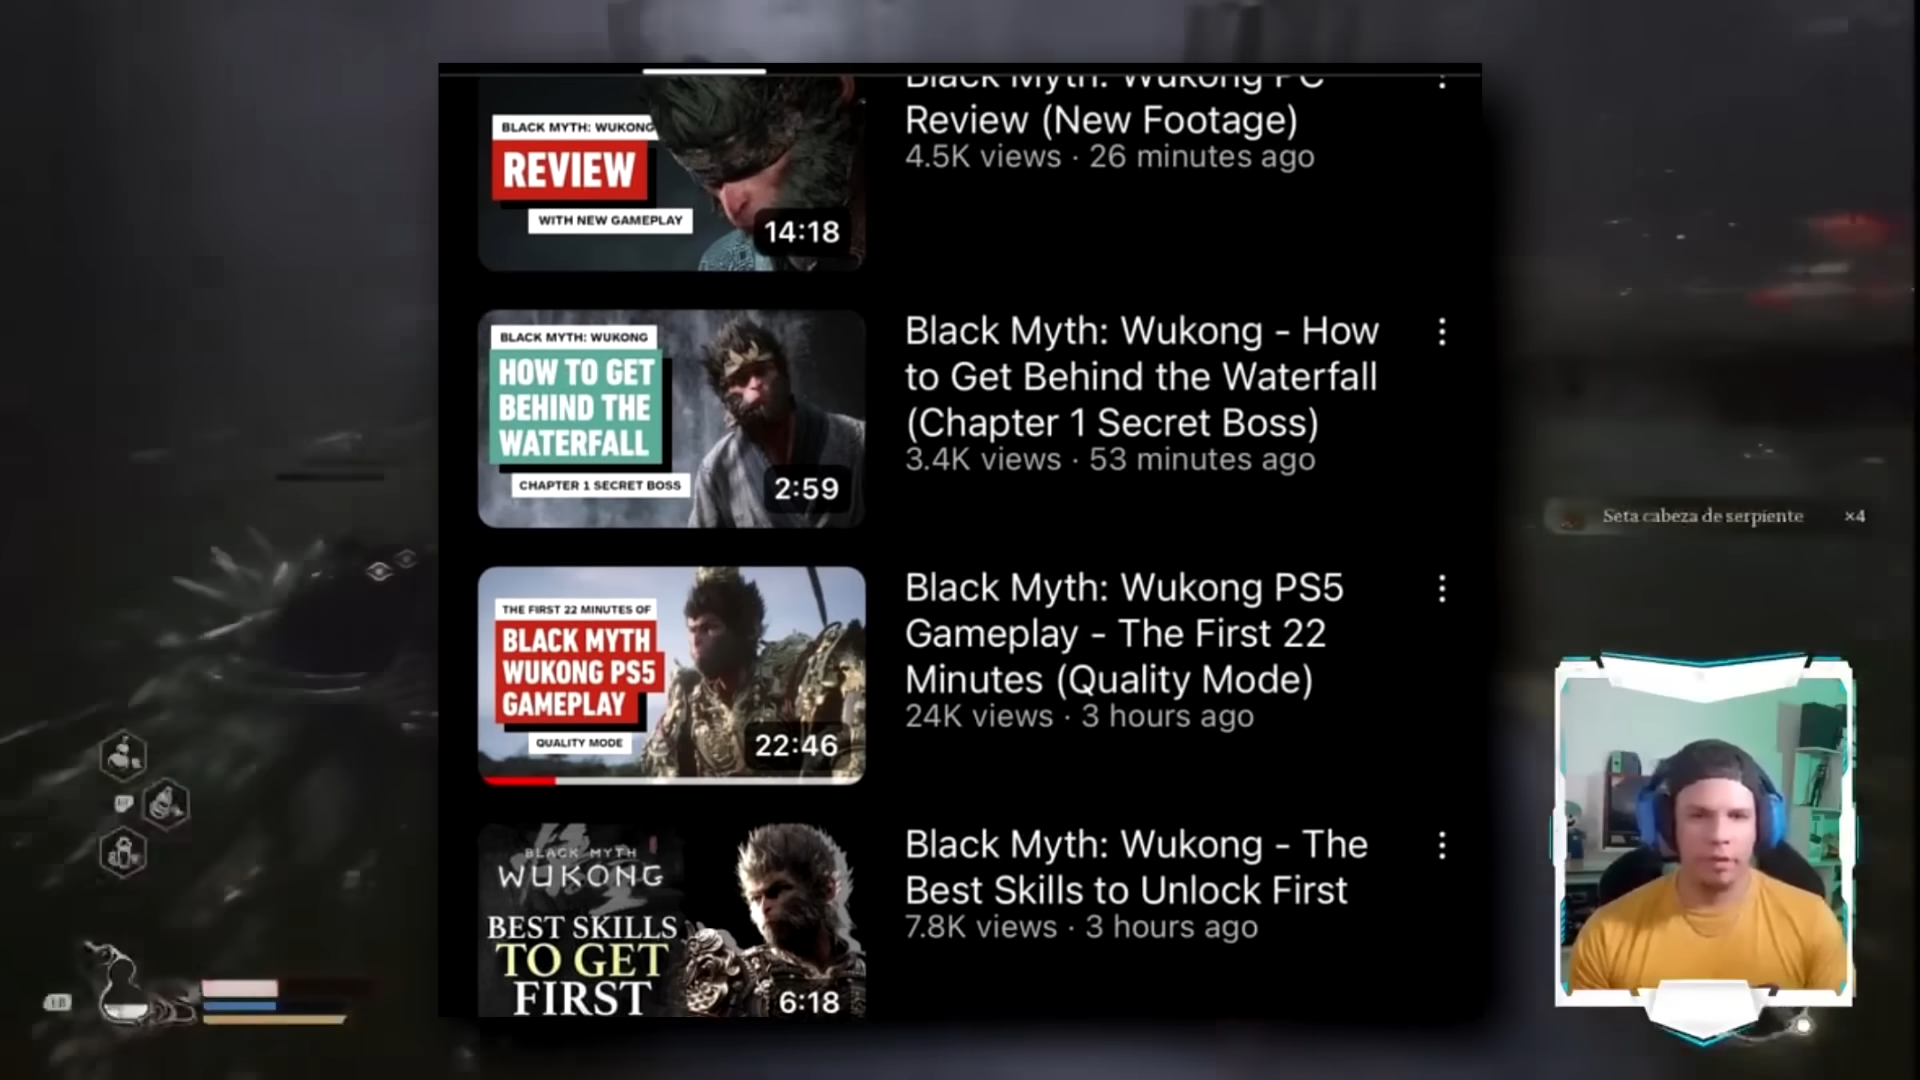 Black Myth: Wukong PC
Review (New Footage)
4.5K views · 26 minutes ago
BLACK MYTH: WUKONG
REVIEW
WITH NEW GAMEPLAY
14:18
Black Myth: Wukong - How
to Get Behind the Waterfall
(Chapter 1 Secret Boss)
3.4K views · 53 minutes ago
BLACK MYTH: WUKONG
HOW TO GET
BEHIND THE
WATERFALL
CHAPTER 1 SECRET BOSS
2:59
Seta cabeza de serpiente ×4
Black Myth: Wukong PS5
Gameplay - The First 22
Minutes (Quality Mode)
24K views · 3 hours ago
THE FIRST 22 MINUTES OF
BLACK MYTH
WUKONG PS5
GAMEPLAY
QUALITY MODE
22:46
Black Myth: Wukong - The
Best Skills to Unlock First
7.8K views · 3 hours ago
BLACK MYTH
WUKONG
BEST SKILLS
TO GET
FIRST
6:18